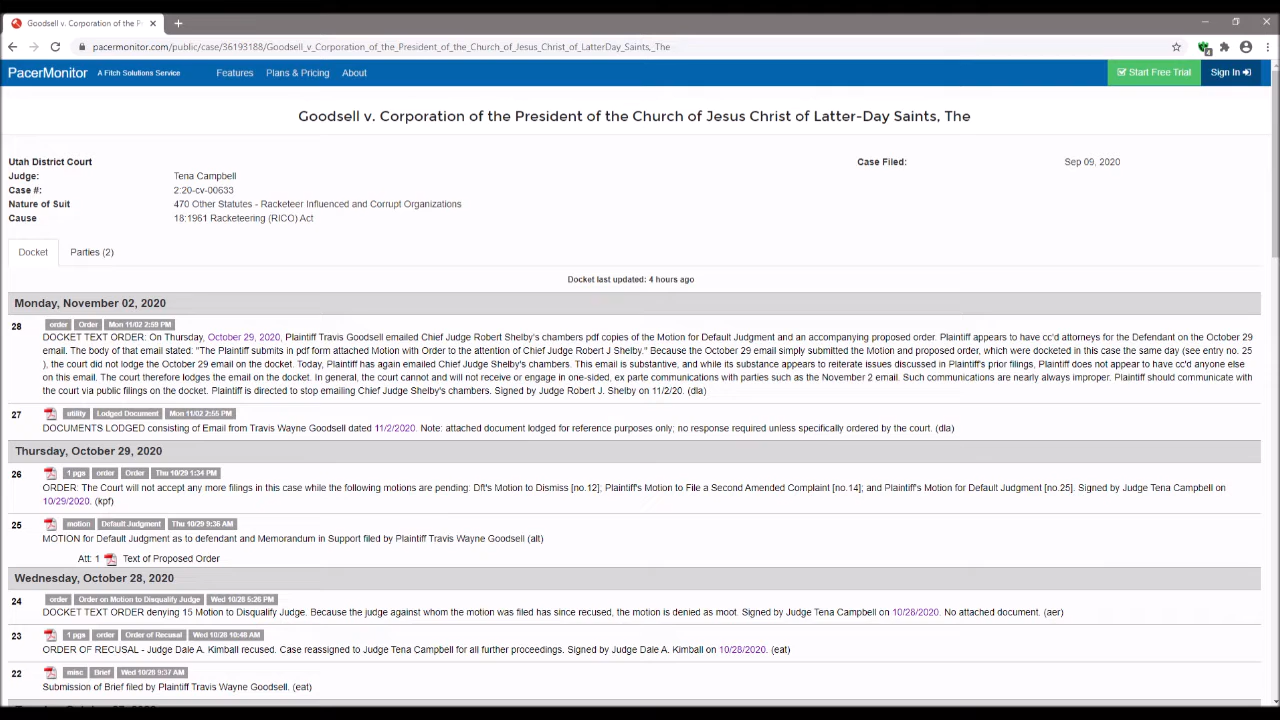 Goodsell v. Corporation of the P
pacermonitor.com/public/case/36193188/Goodsell_v_Corporation_of_the_President_of_the_Church_of_Jesus_Christ_of_LatterDay_Saints,_The
PacerMonitor A Fitch Solutions Service Features Plans & Pricing About Start Free Trial Sign In
Goodsell v. Corporation of the President of the Church of Jesus Christ of Latter-Day Saints, The
Utah District Court Case Filed: Sep 09, 2020
Judge: Tena Campbell
Case #: 2:20-cv-00633
Nature of Suit 470 Other Statutes - Racketeer Influenced and Corrupt Organizations
Cause 18:1961 Racketeering (RICO) Act
Docket Parties (2)
Docket last updated: 4 hours ago
Monday, November 02, 2020
28 order Order Mon 11/02 2:59 PM
DOCKET TEXT ORDER: On Thursday, October 29, 2020, Plaintiff Travis Goodsell emailed Chief Judge Robert Shelby's chambers pdf copies of the Motion for Default Judgment and an accompanying proposed order. Plaintiff appears to have cc'd attorneys for the Defendant on the October 29
email. The body of that email stated: "The Plaintiff submits in pdf form attached Motion with Order to the attention of Chief Judge Robert J Shelby." Because the October 29 email simply submitted the Motion and proposed order, which were docketed in this case the same day (see entry no. 25
), the court did not lodge the October 29 email on the docket. Today, Plaintiff has again emailed Chief Judge Shelby's chambers. This email is substantive, and while its substance appears to reiterate issues discussed in Plaintiff's prior filings, Plaintiff does not appear to have cc'd anyone else
on this email. The court therefore lodges the email on the docket. In general, the court cannot and will not receive or engage in one-sided, ex parte communications with parties such as the November 2 email. Such communications are nearly always improper. Plaintiff should communicate with
the court via public filings on the docket. Plaintiff is directed to stop emailing Chief Judge Shelby's chambers. Signed by Judge Robert J. Shelby on 11/2/20. (dla)
27 utility Lodged Document Mon 11/02 2:55 PM
DOCUMENTS LODGED consisting of Email from Travis Wayne Goodsell dated 11/2/2020. Note: attached document lodged for reference purposes only; no response required unless specifically ordered by the court. (dla)
Thursday, October 29, 2020
26 1 pgs order Order Thu 10/29 1:34 PM
ORDER: The Court will not accept any more filings in this case while the following motions are pending: Dft's Motion to Dismiss [no.12]; Plaintiff's Motion to File a Second Amended Complaint [no.14]; and Plaintiff's Motion for Default Judgment [no.25]. Signed by Judge Tena Campbell on
10/29/2020. (kpf)
25 motion Default Judgment Thu 10/29 9:36 AM
MOTION for Default Judgment as to defendant and Memorandum in Support filed by Plaintiff Travis Wayne Goodsell (alt)
Att: 1 Text of Proposed Order
Wednesday, October 28, 2020
24 order Order on Motion to Disqualify Judge Wed 10/28 5:26 PM
DOCKET TEXT ORDER denying 15 Motion to Disqualify Judge. Because the judge against whom the motion was filed has since recused, the motion is denied as moot. Signed by Judge Tena Campbell on 10/28/2020. No attached document. (aer)
23 1 pgs order Order of Recusal Wed 10/28 10:48 AM
ORDER OF RECUSAL - Judge Dale A. Kimball recused. Case reassigned to Judge Tena Campbell for all further proceedings. Signed by Judge Dale A. Kimball on 10/28/2020. (eat)
22 misc Brief Wed 10/28 9:37 AM
Submission of Brief filed by Plaintiff Travis Wayne Goodsell. (eat)